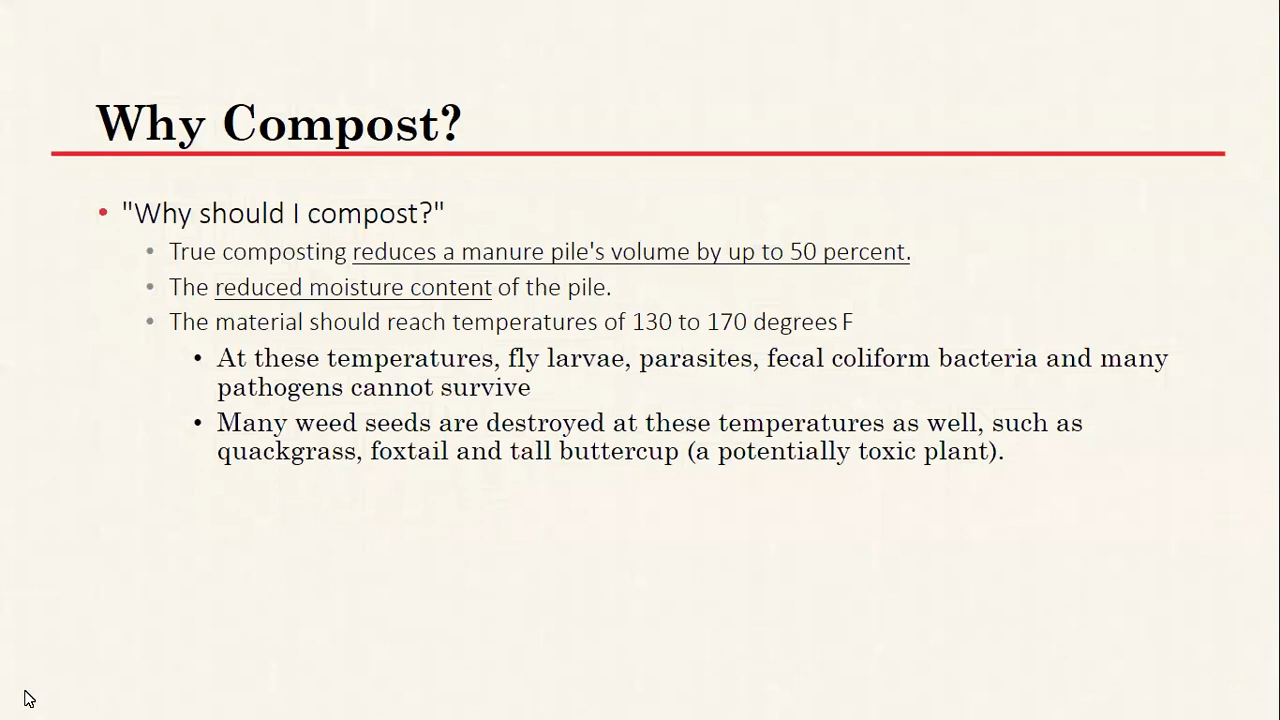 Why Compost?
• "Why should I compost?"
• True composting reduces a manure pile's volume by up to 50 percent.
• The reduced moisture content of the pile.
• The material should reach temperatures of 130 to 170 degrees F
• At these temperatures, fly larvae, parasites, fecal coliform bacteria and many
pathogens cannot survive
• Many weed seeds are destroyed at these temperatures as well, such as
quackgrass, foxtail and tall buttercup (a potentially toxic plant).